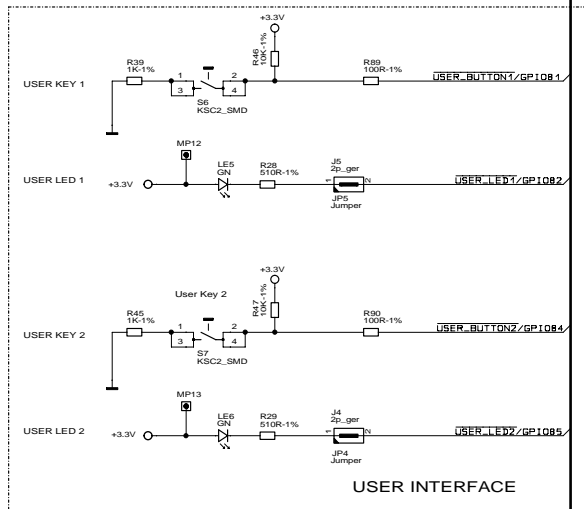 +3.3V
R39
1K-1%
R46
10K-1%
R89
100R-1%
USER KEY 1
1
2
3
4
USER_BUTTON1/GPIO81
S6
KSC2_SMD
MP12
USER LED 1
+3.3V
LE5
GN
R28
510R-1%
J5
2p_ger
1
2
JP5
Jumper
USER_LED1/GPIO82
+3.3V
User Key 2
R45
1K-1%
R47
10K-1%
R90
100R-1%
USER KEY 2
1
2
3
4
USER_BUTTON2/GPIO84
S7
KSC2_SMD
MP13
USER LED 2
+3.3V
LE6
GN
R29
510R-1%
J4
2p_ger
1
2
JP4
Jumper
USER_LED2/GPIO85
USER INTERFACE